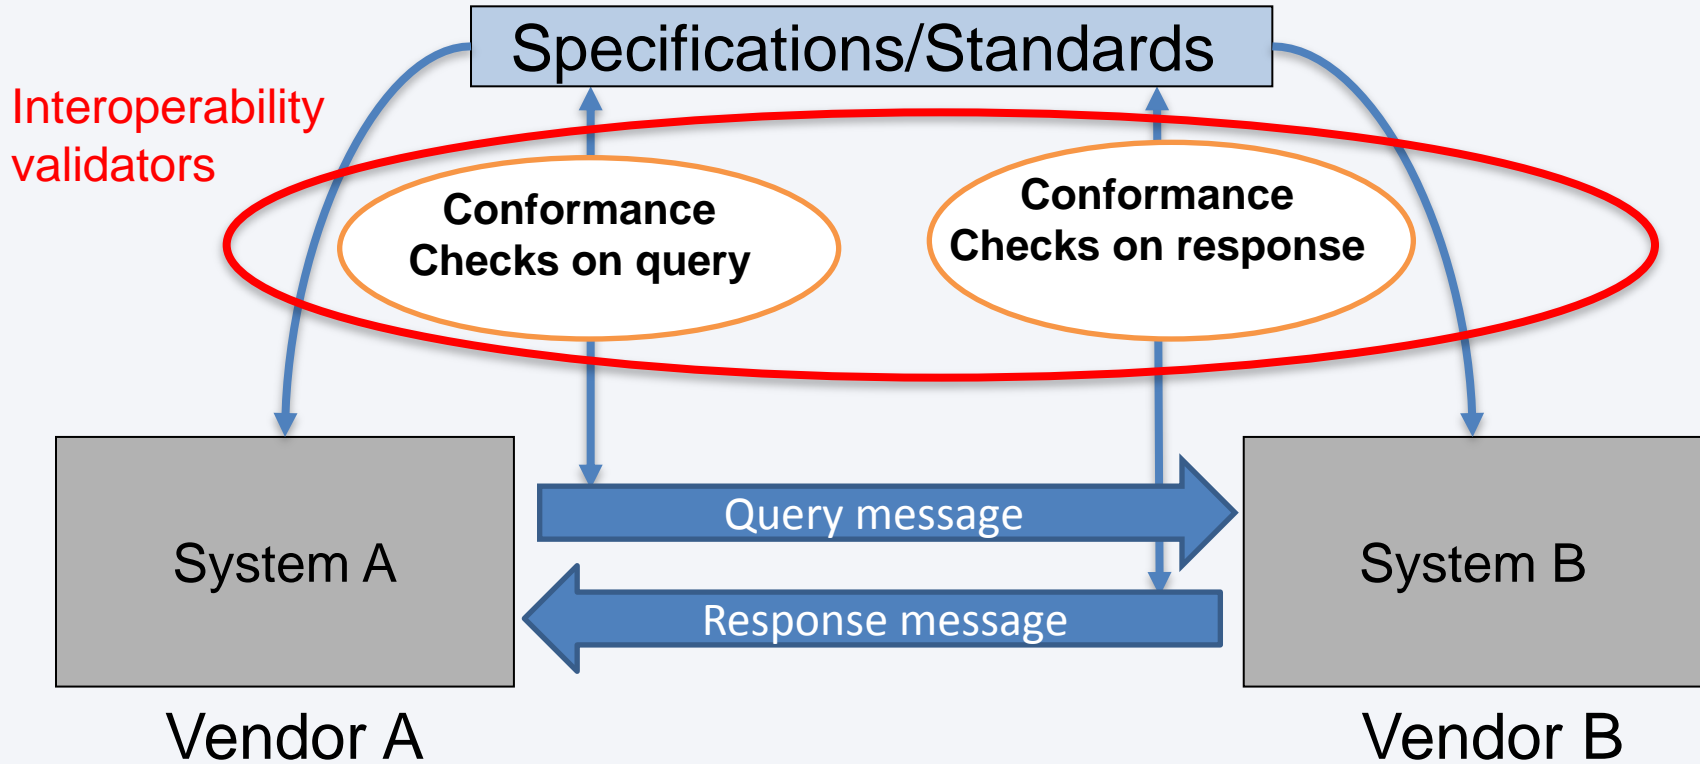 Specifications/Standards
Interoperability
validators
Conformance
Checks on query
Conformance
Checks on response
Query message
System A
System B
Response message
Vendor A
Vendor B